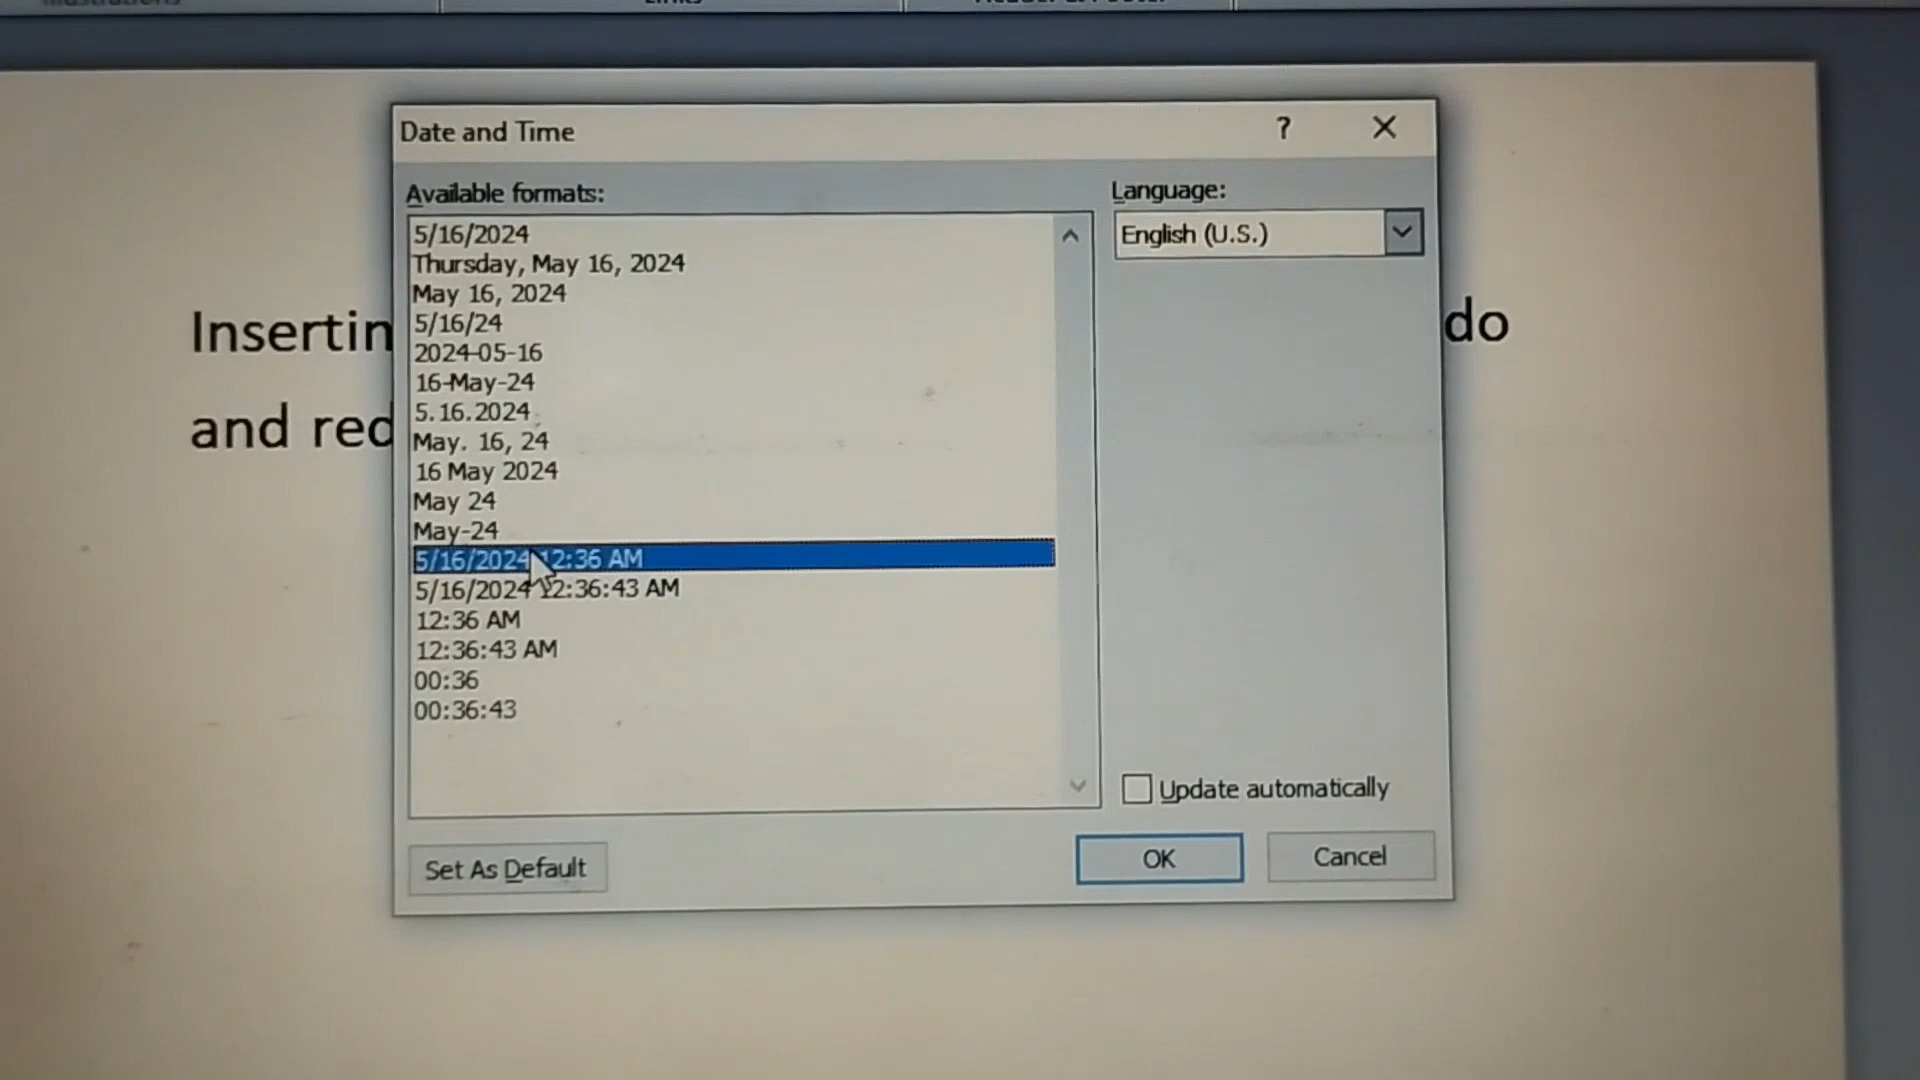 Links
Date and Time
?
Available formats:
Language:
5/16/2024
English (U.S.)
Thursday, May 16, 2024
May 16, 2024
5/16/24
2024-05-16
16-May-24
5.16.2024
May. 16, 24
16 May 2024
May 24
May-24
5/16/2024 12:36 AM
5/16/2024 12:36:43 AM
12:36 AM
12:36:43 AM
00:36
00:36:43
Insertin do
and red
Update automatically
Set As Default
OK
Cancel